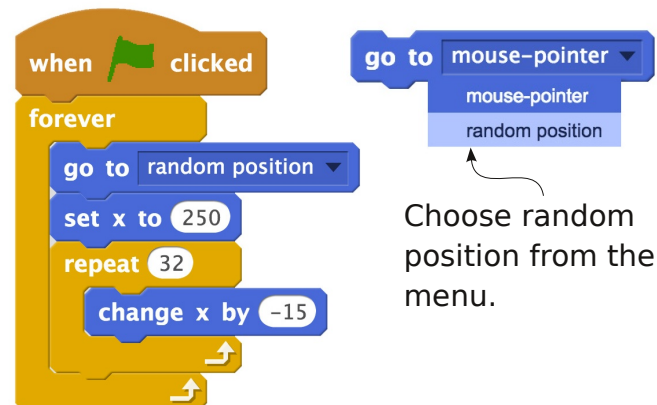 when clicked
forever
go to random position
set x to 250
repeat 32
change x by -15
go to mouse-pointer
mouse-pointer
random position
Choose random
position from the
menu.